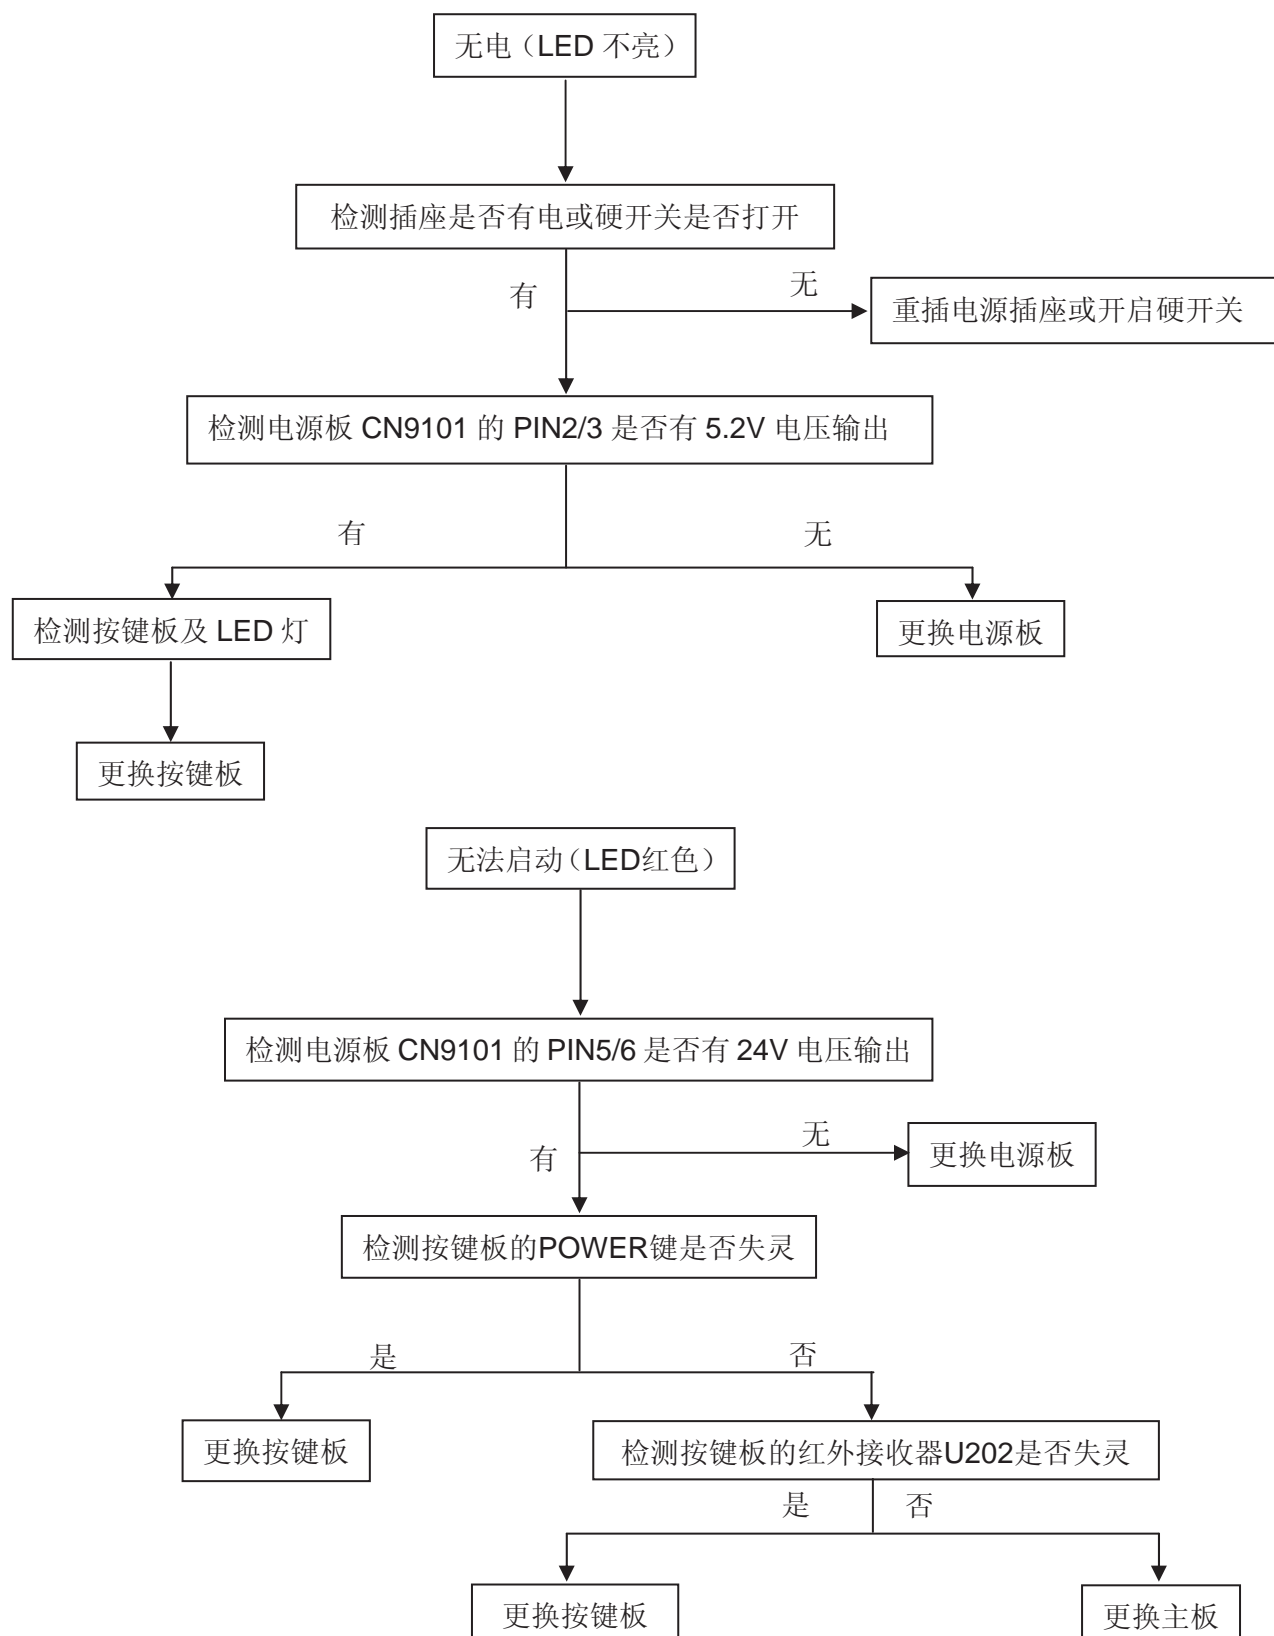 无电（LED 不亮）
检测插座是否有电或硬开关是否打开
有
无
重插电源插座或开启硬开关
检测电源板 CN9101 的 PIN2/3 是否有 5.2V 电压输出
有
无
检测按键板及 LED 灯
更换电源板
更换按键板
无法启动（LED红色）
检测电源板 CN9101 的 PIN5/6 是否有 24V 电压输出
有
无
更换电源板
检测按键板的POWER键是否失灵
是
否
更换按键板
检测按键板的红外接收器U202是否失灵
是
否
更换按键板
更换主板